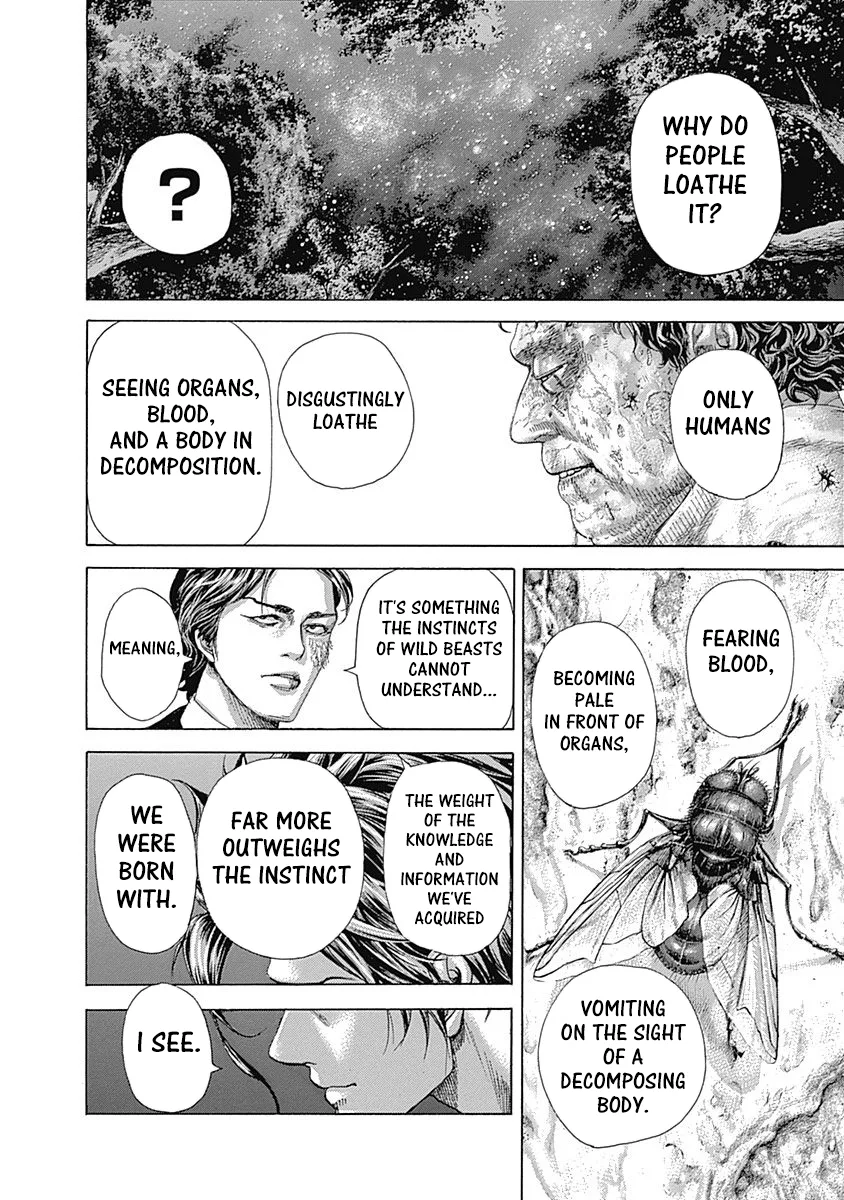 WHY DO
PEOPLE
LOATHE
IT?
?
ONLY
HUMANS
DISGUSTINGLY
LOATHE
SEEING ORGANS,
BLOOD,
AND A BODY IN
DECOMPOSITION.
FEARING
BLOOD,
BECOMING
PALE
IN FRONT OF
ORGANS,
VOMITING
ON THE SIGHT
OF A
DECOMPOSING
BODY.
IT'S SOMETHING
THE INSTINCTS
OF WILD BEASTS
CANNOT
UNDERSTAND...
MEANING,
THE WEIGHT
OF THE
KNOWLEDGE
AND
INFORMATION
WE'VE
ACQUIRED
FAR MORE
OUTWEIGHS
THE INSTINCT
WE
WERE
BORN
WITH.
I SEE.